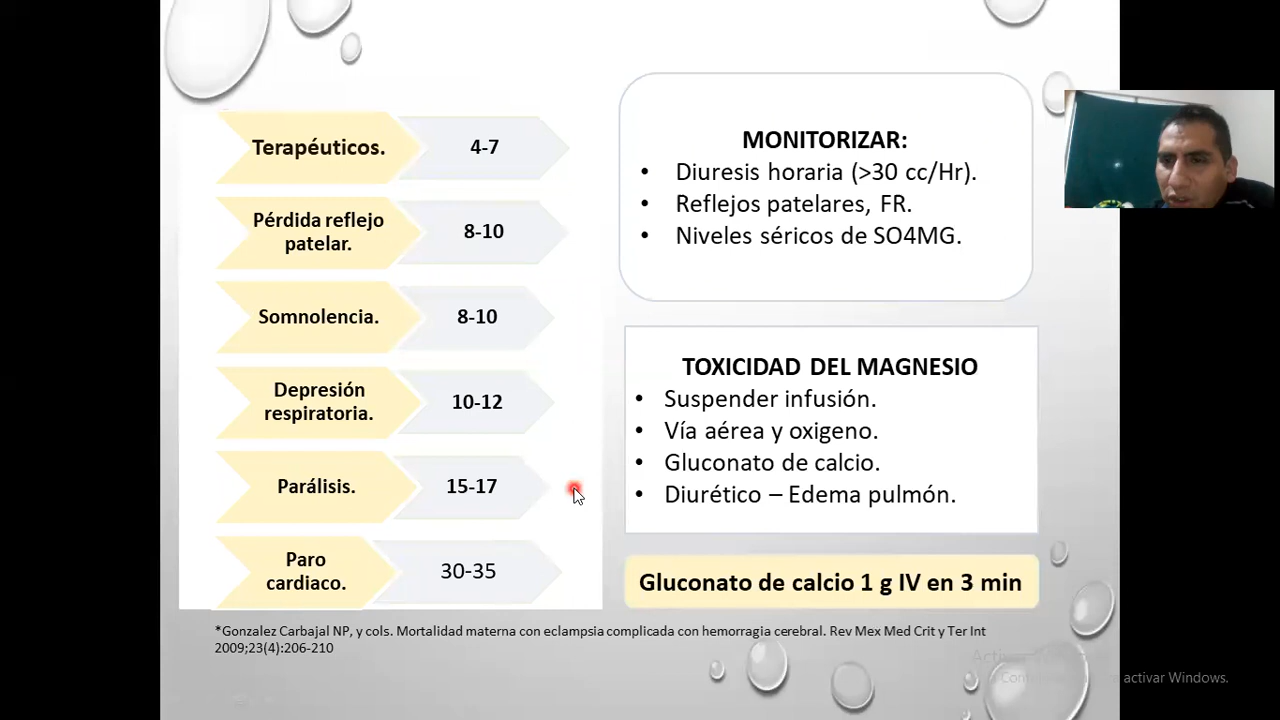 Terapéuticos.
4-7
Pérdida reflejo
patelar.
8-10
Somnolencia.
8-10
Depresión
respiratoria.
10-12
Parálisis.
15-17
Paro
cardiaco.
30-35
MONITORIZAR:
• Diuresis horaria (>30 cc/Hr).
• Reflejos patelares, FR.
• Niveles séricos de SO4MG.
TOXICIDAD DEL MAGNESIO
• Suspender infusión.
• Vía aérea y oxigeno.
• Gluconato de calcio.
• Diurético – Edema pulmón.
Gluconato de calcio 1 g IV en 3 min
*Gonzalez Carbajal NP, y cols. Mortalidad materna con eclampsia complicada con hemorragia cerebral. Rev Mex Med Crit y Ter Int
2009;23(4):206-210
activar Windows.